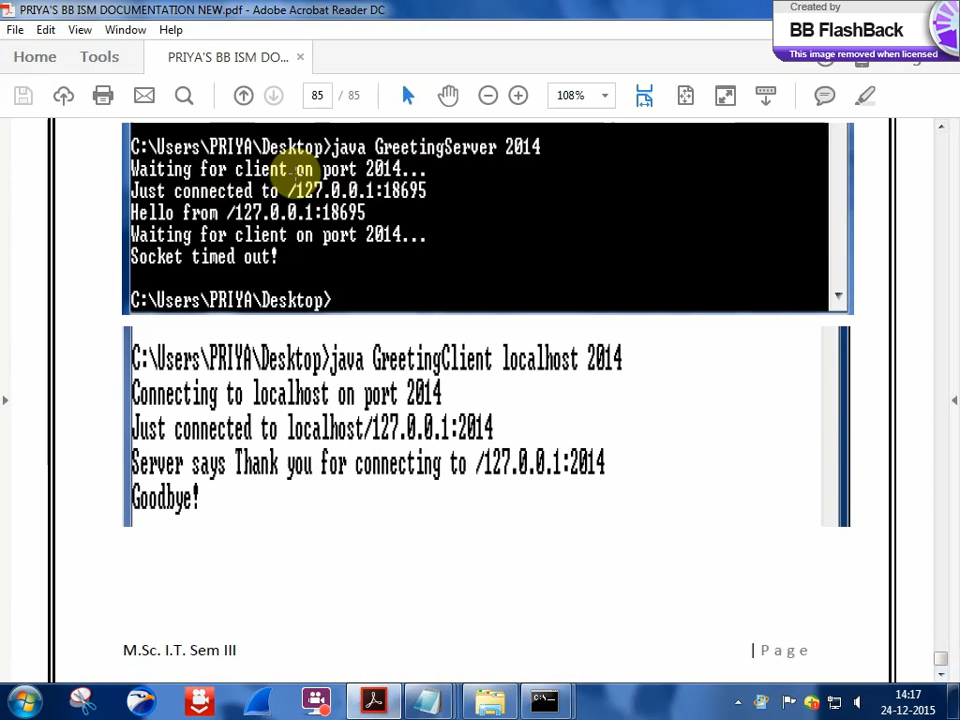 PRIYA'S BB ISM DOCUMENTATION NEW.pdf - Adobe Acrobat Reader DC
Created by
BB FlashBack
This image removed when licensed
File Edit View Window Help
Home Tools PRIYA'S BB ISM DO... ×
85 / 85 108%
C:\Users\PRIYA\Desktop>java GreetingServer 2014
Waiting for client on port 2014...
Just connected to /127.0.0.1:18695
Hello from /127.0.0.1:18695
Waiting for client on port 2014...
Socket timed out!
C:\Users\PRIYA\Desktop>
C:\Users\PRIYA\Desktop>java GreetingClient localhost 2014
Connecting to localhost on port 2014
Just connected to localhost/127.0.0.1:2014
Server says Thank you for connecting to /127.0.0.1:2014
Goodbye!
M.Sc. I.T. Sem III
| P a g e
14:17
24-12-2015